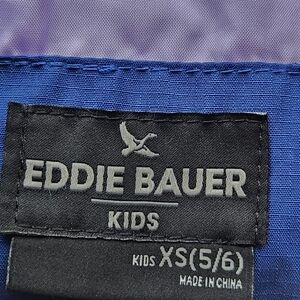 EDDIE BAUER
KIDS
KIDS XS(5/6)
MADE IN CHINA